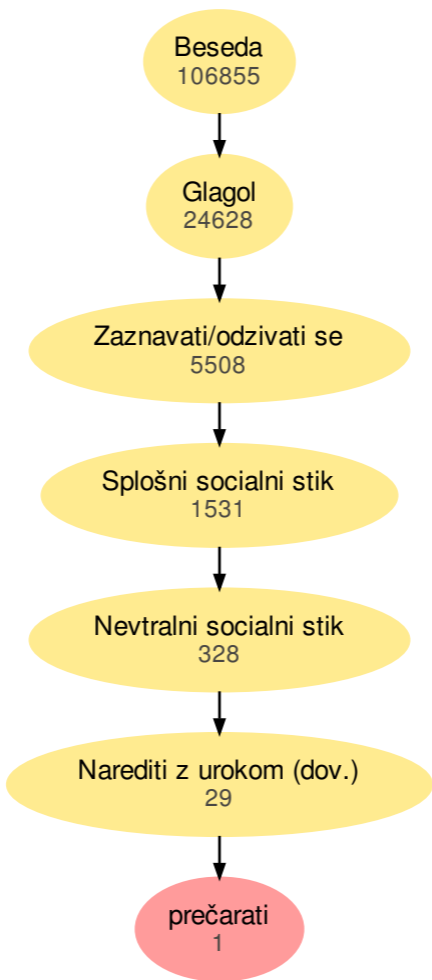 Beseda
106855
Glagol
24628
Zaznavati/odzivati se
5508
Splošni socialni stik
1531
Nevtralni socialni stik
328
Narediti z urokom (dov.)
29
prečarati
1